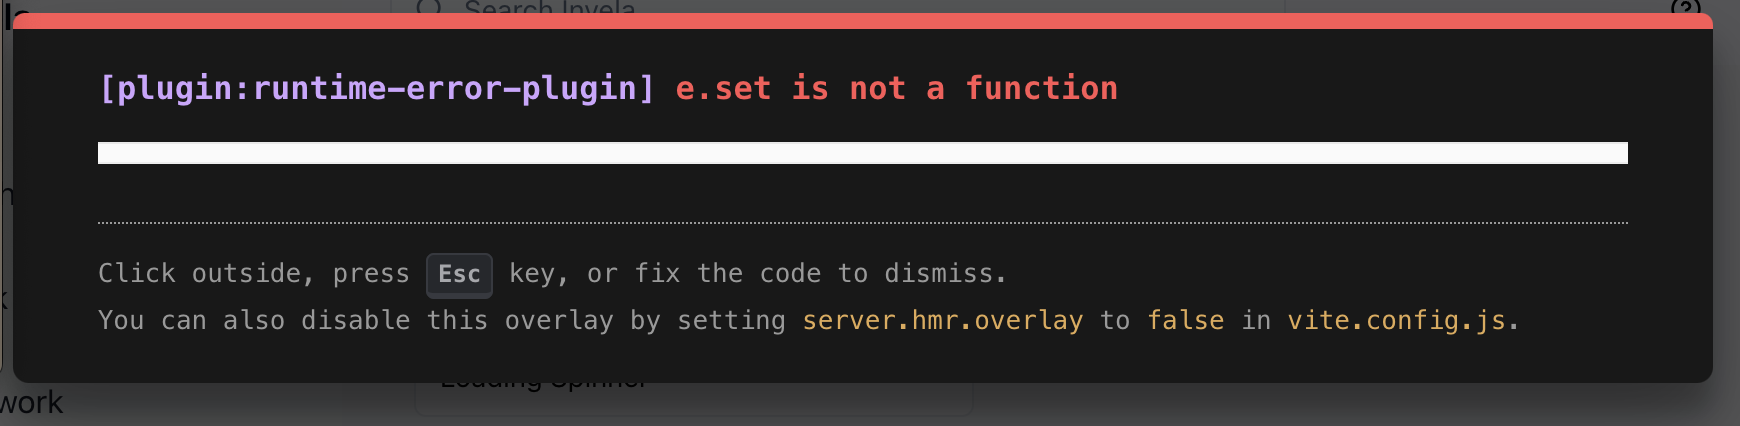 Search Invela
[plugin:runtime-error-plugin] e.set is not a function
Click outside, press Esc key, or fix the code to dismiss.
You can also disable this overlay by setting server.hmr.overlay to false in vite.config.js.
Loading Spinner
work